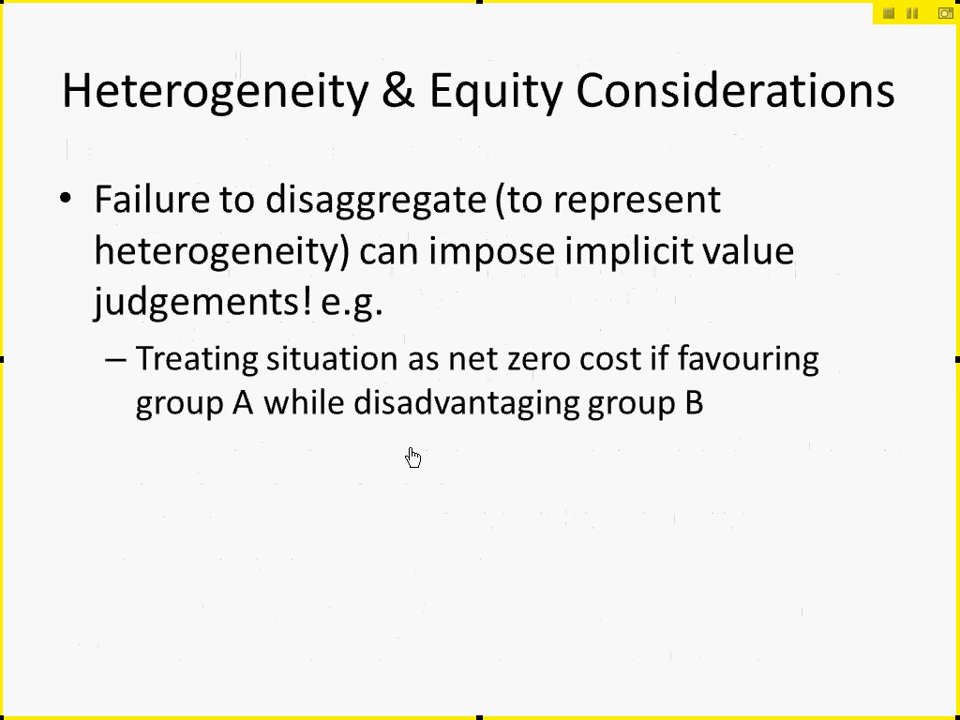 Heterogeneity & Equity Considerations
• Failure to disaggregate (to represent
heterogeneity) can impose implicit value
judgements! e.g.
– Treating situation as net zero cost if favouring
group A while disadvantaging group B